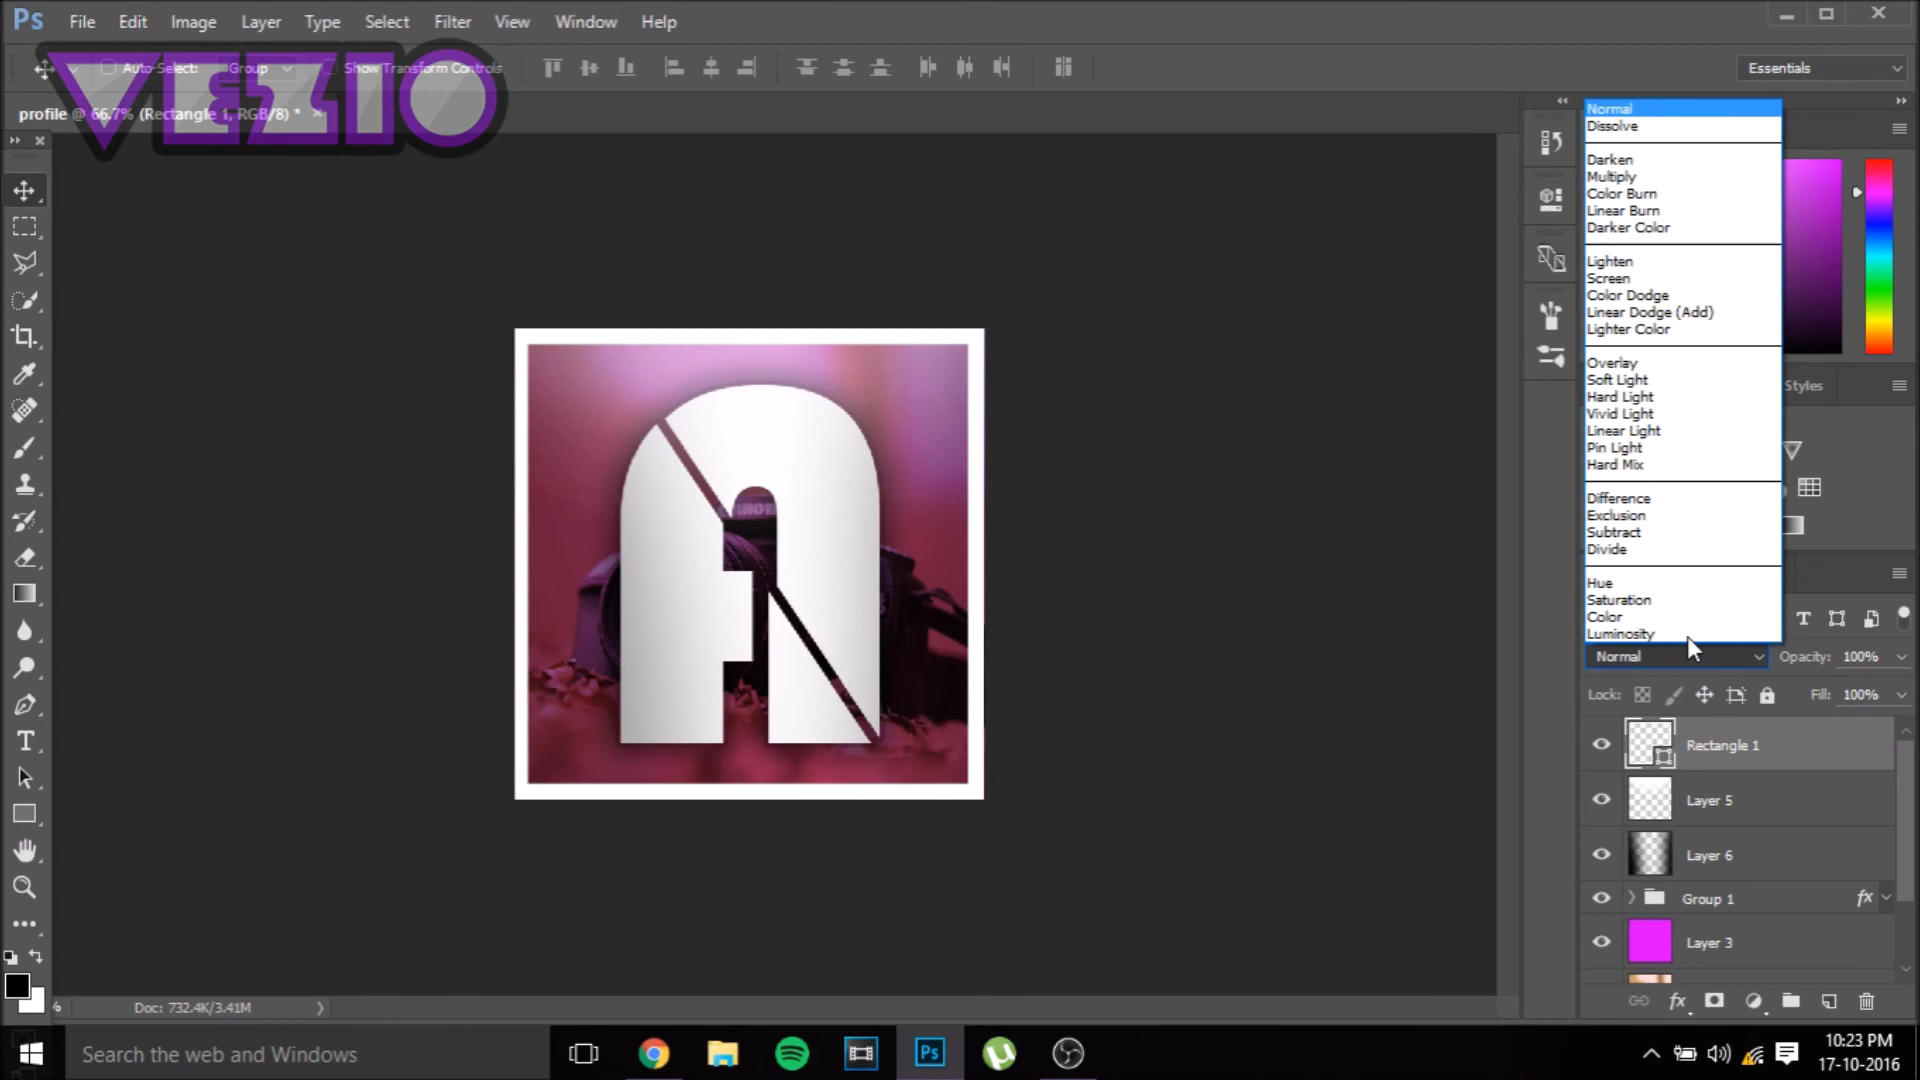 Ps File Edit Image Layer Type Select Filter View Window Help
VEZIO
Auto-Select: Group Show Transform Controls
Essentials
profile @ 66.7% (Rectangle 1, RGB/8) *
Normal
Dissolve
Darken
Multiply
Color Burn
Linear Burn
Darker Color
Lighten
Screen
Color Dodge
Linear Dodge (Add)
Lighter Color
Overlay
Soft Light
Hard Light
Vivid Light
Linear Light
Pin Light
Hard Mix
Difference
Exclusion
Subtract
Divide
Hue
Saturation
Color
Luminosity
Styles
Normal Opacity: 100%
Lock: Fill: 100%
Rectangle 1
Layer 5
Layer 6
Group 1 fx
Layer 3
fx
% Doc: 732.4K/3.41M
Search the web and Windows
Ps
10:23 PM
17-10-2016